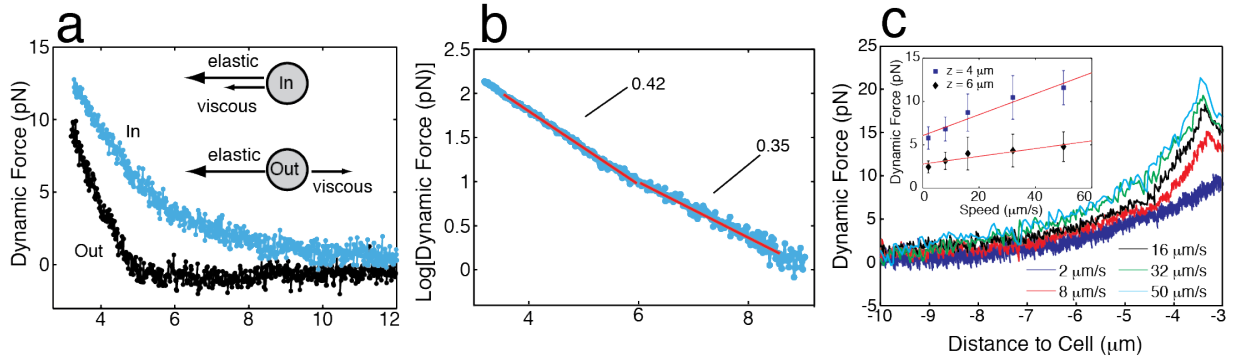 a
Dynamic Force (pN)
15
10
5
0
4
6
8
10
12
elastic
In
viscous
In
elastic
Out
viscous
Out
b
Log[Dynamic Force (pN)]
2.5
2
1.5
1
0.5
0
4
6
8
0.42
0.35
c
Dynamic Force (pN)
25
20
15
10
5
0
5
-10
-9
-8
-7
-6
-5
-4
-3
Distance to Cell (μm)
Dynamic Force (pN)
15
10
5
0
0
20
40
60
Speed (μm/s)
z = 4 μm
z = 6 μm
16 μm/s
2 μm/s
32 μm/s
8 μm/s
50 μm/s